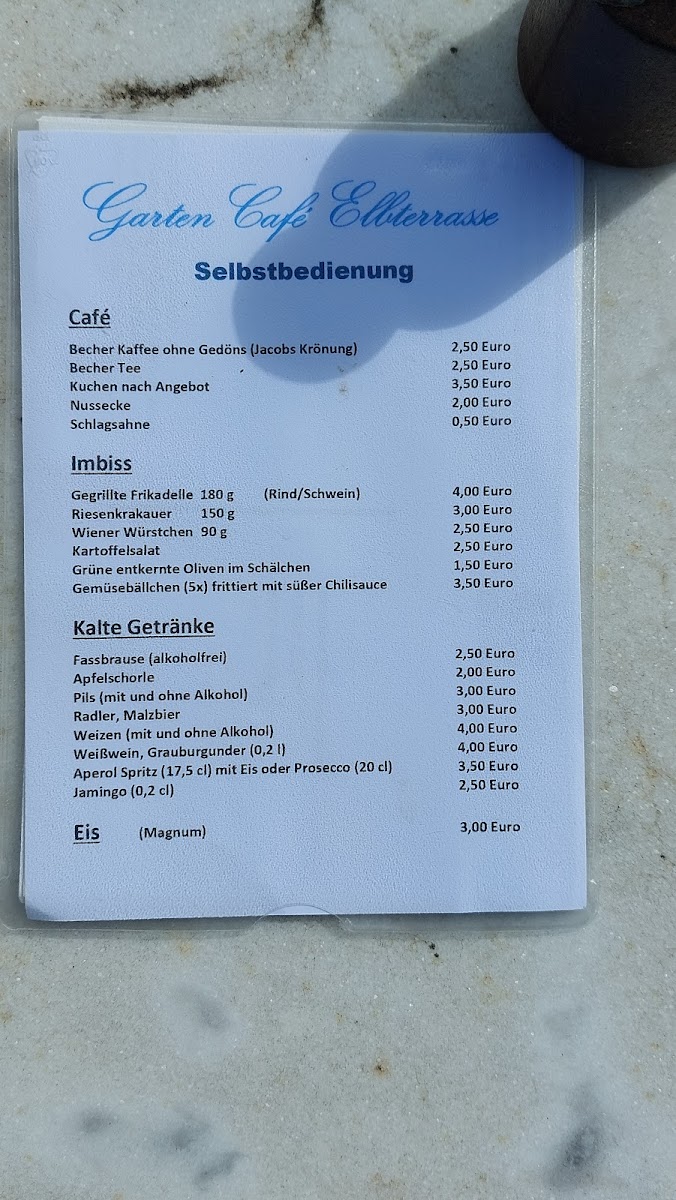 Garten Café Elbterrasse
Selbstbedienung
Café
Becher Kaffee ohne Gedöns (Jacobs Krönung) 2,50 Euro
Becher Tee 2,50 Euro
Kuchen nach Angebot 3,50 Euro
Nussecke 2,00 Euro
Schlagsahne 0,50 Euro
Imbiss
Gegrillte Frikadelle 180 g (Rind/Schwein) 4,00 Euro
Riesenkrakauer 150 g 3,00 Euro
Wiener Würstchen 90 g 2,50 Euro
Kartoffelsalat 2,50 Euro
Grüne entkernte Oliven im Schälchen 1,50 Euro
Gemüsebällchen (5x) frittiert mit süßer Chilisauce 3,50 Euro
Kalte Getränke
Fassbrause (alkoholfrei) 2,50 Euro
Apfelschorle 2,00 Euro
Pils (mit und ohne Alkohol) 3,00 Euro
Radler, Malzbier 3,00 Euro
Weizen (mit und ohne Alkohol) 4,00 Euro
Weißwein, Grauburgunder (0,2 l) 4,00 Euro
Aperol Spritz (17,5 cl) mit Eis oder Prosecco (20 cl) 3,50 Euro
Jamingo (0,2 cl) 2,50 Euro
Eis (Magnum) 3,00 Euro